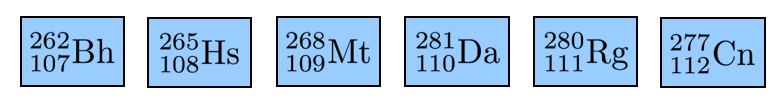 ²⁶²₁₀₇Bh ²⁶⁵₁₀₈Hs ²⁶⁸₁₀₉Mt ²⁸¹₁₁₀Da ²⁸⁰₁₁₁Rg ²⁷⁷₁₁₂Cn